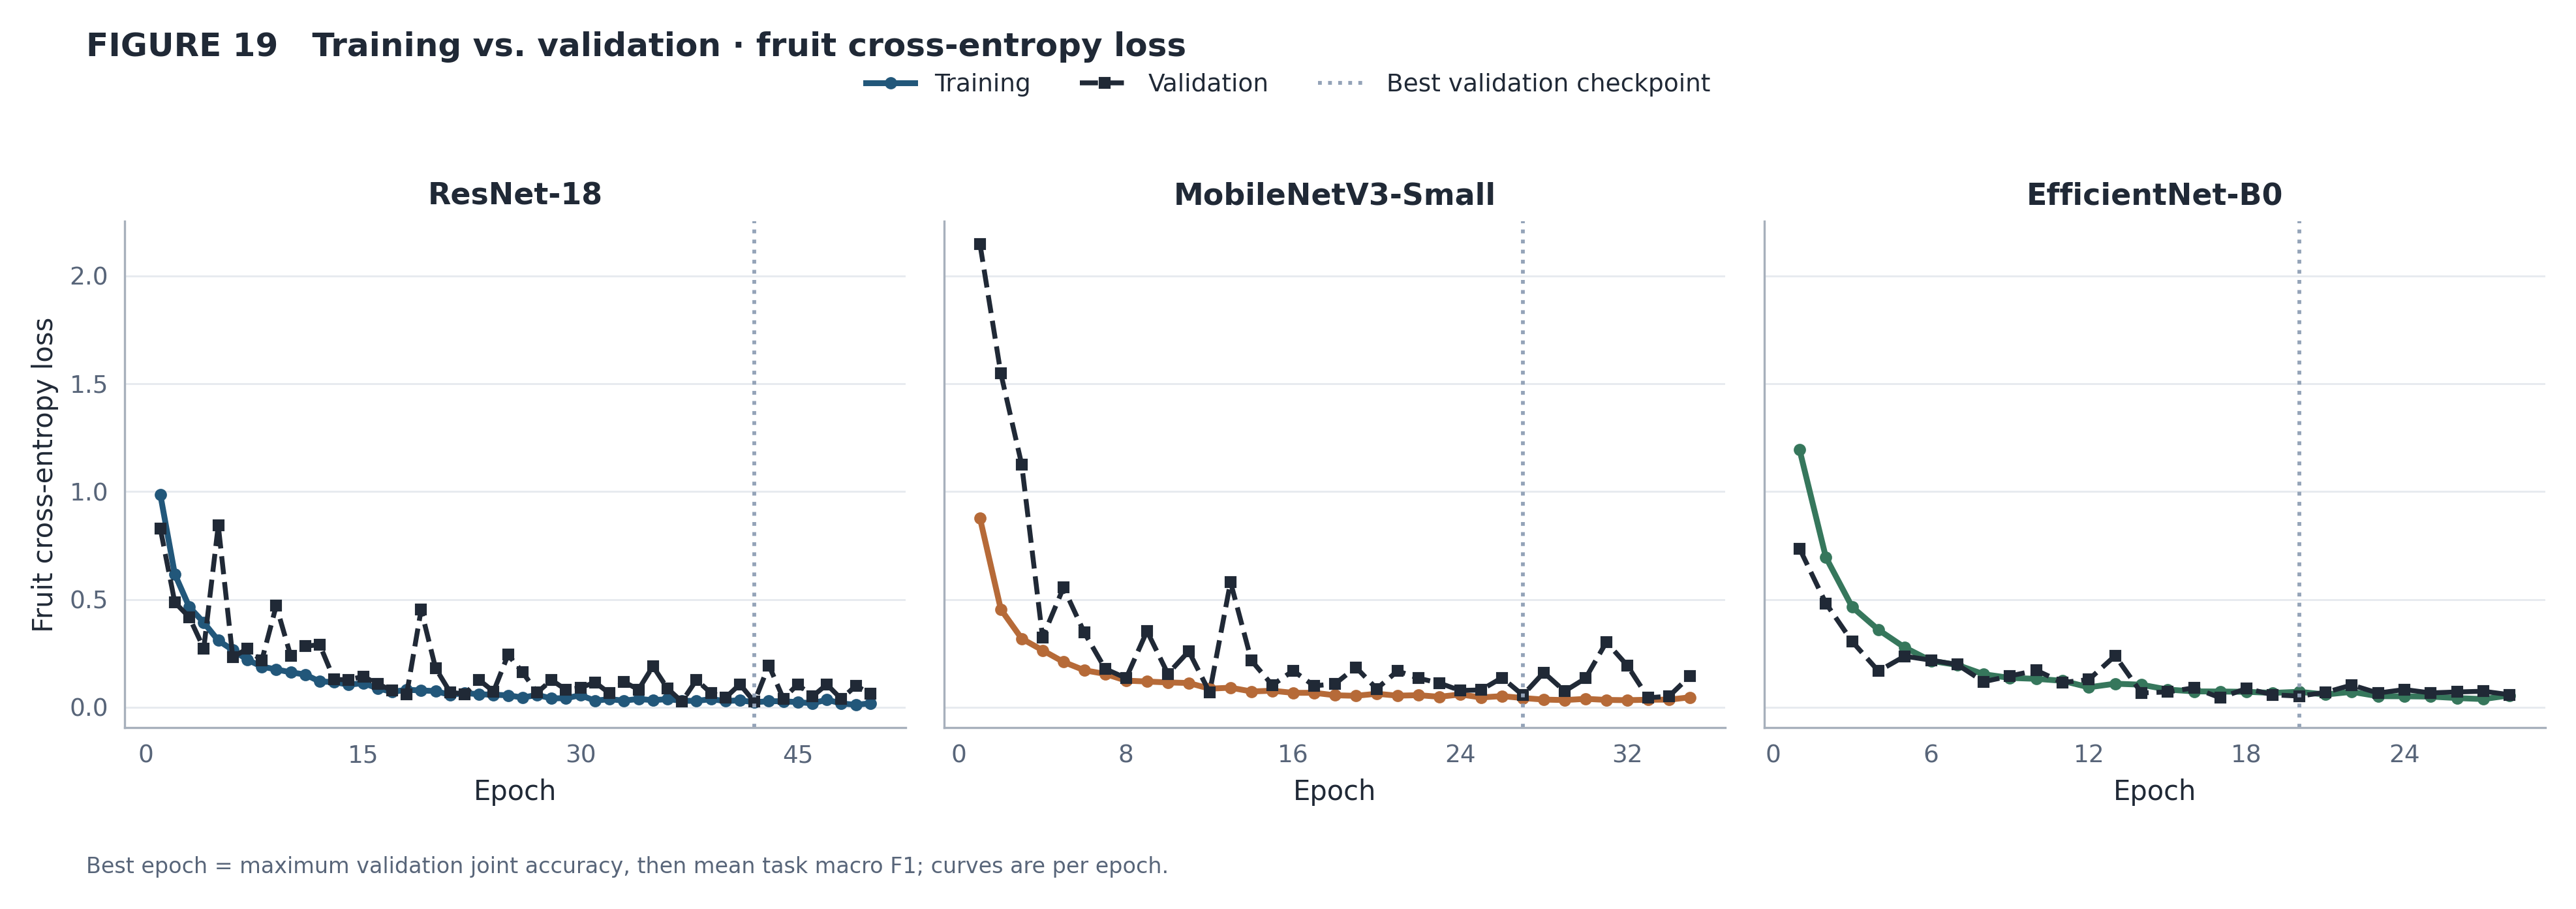 FIGURE 19 Training vs. validation · fruit cross-entropy loss
Training Validation Best validation checkpoint
ResNet-18 MobileNetV3-Small EfficientNet-B0
Fruit cross-entropy loss
2.0
1.5
1.0
0.5
0.0
0 15 30 45 0 8 16 24 32 0 6 12 18 24
Epoch Epoch Epoch
Best epoch = maximum validation joint accuracy, then mean task macro F1; curves are per epoch.